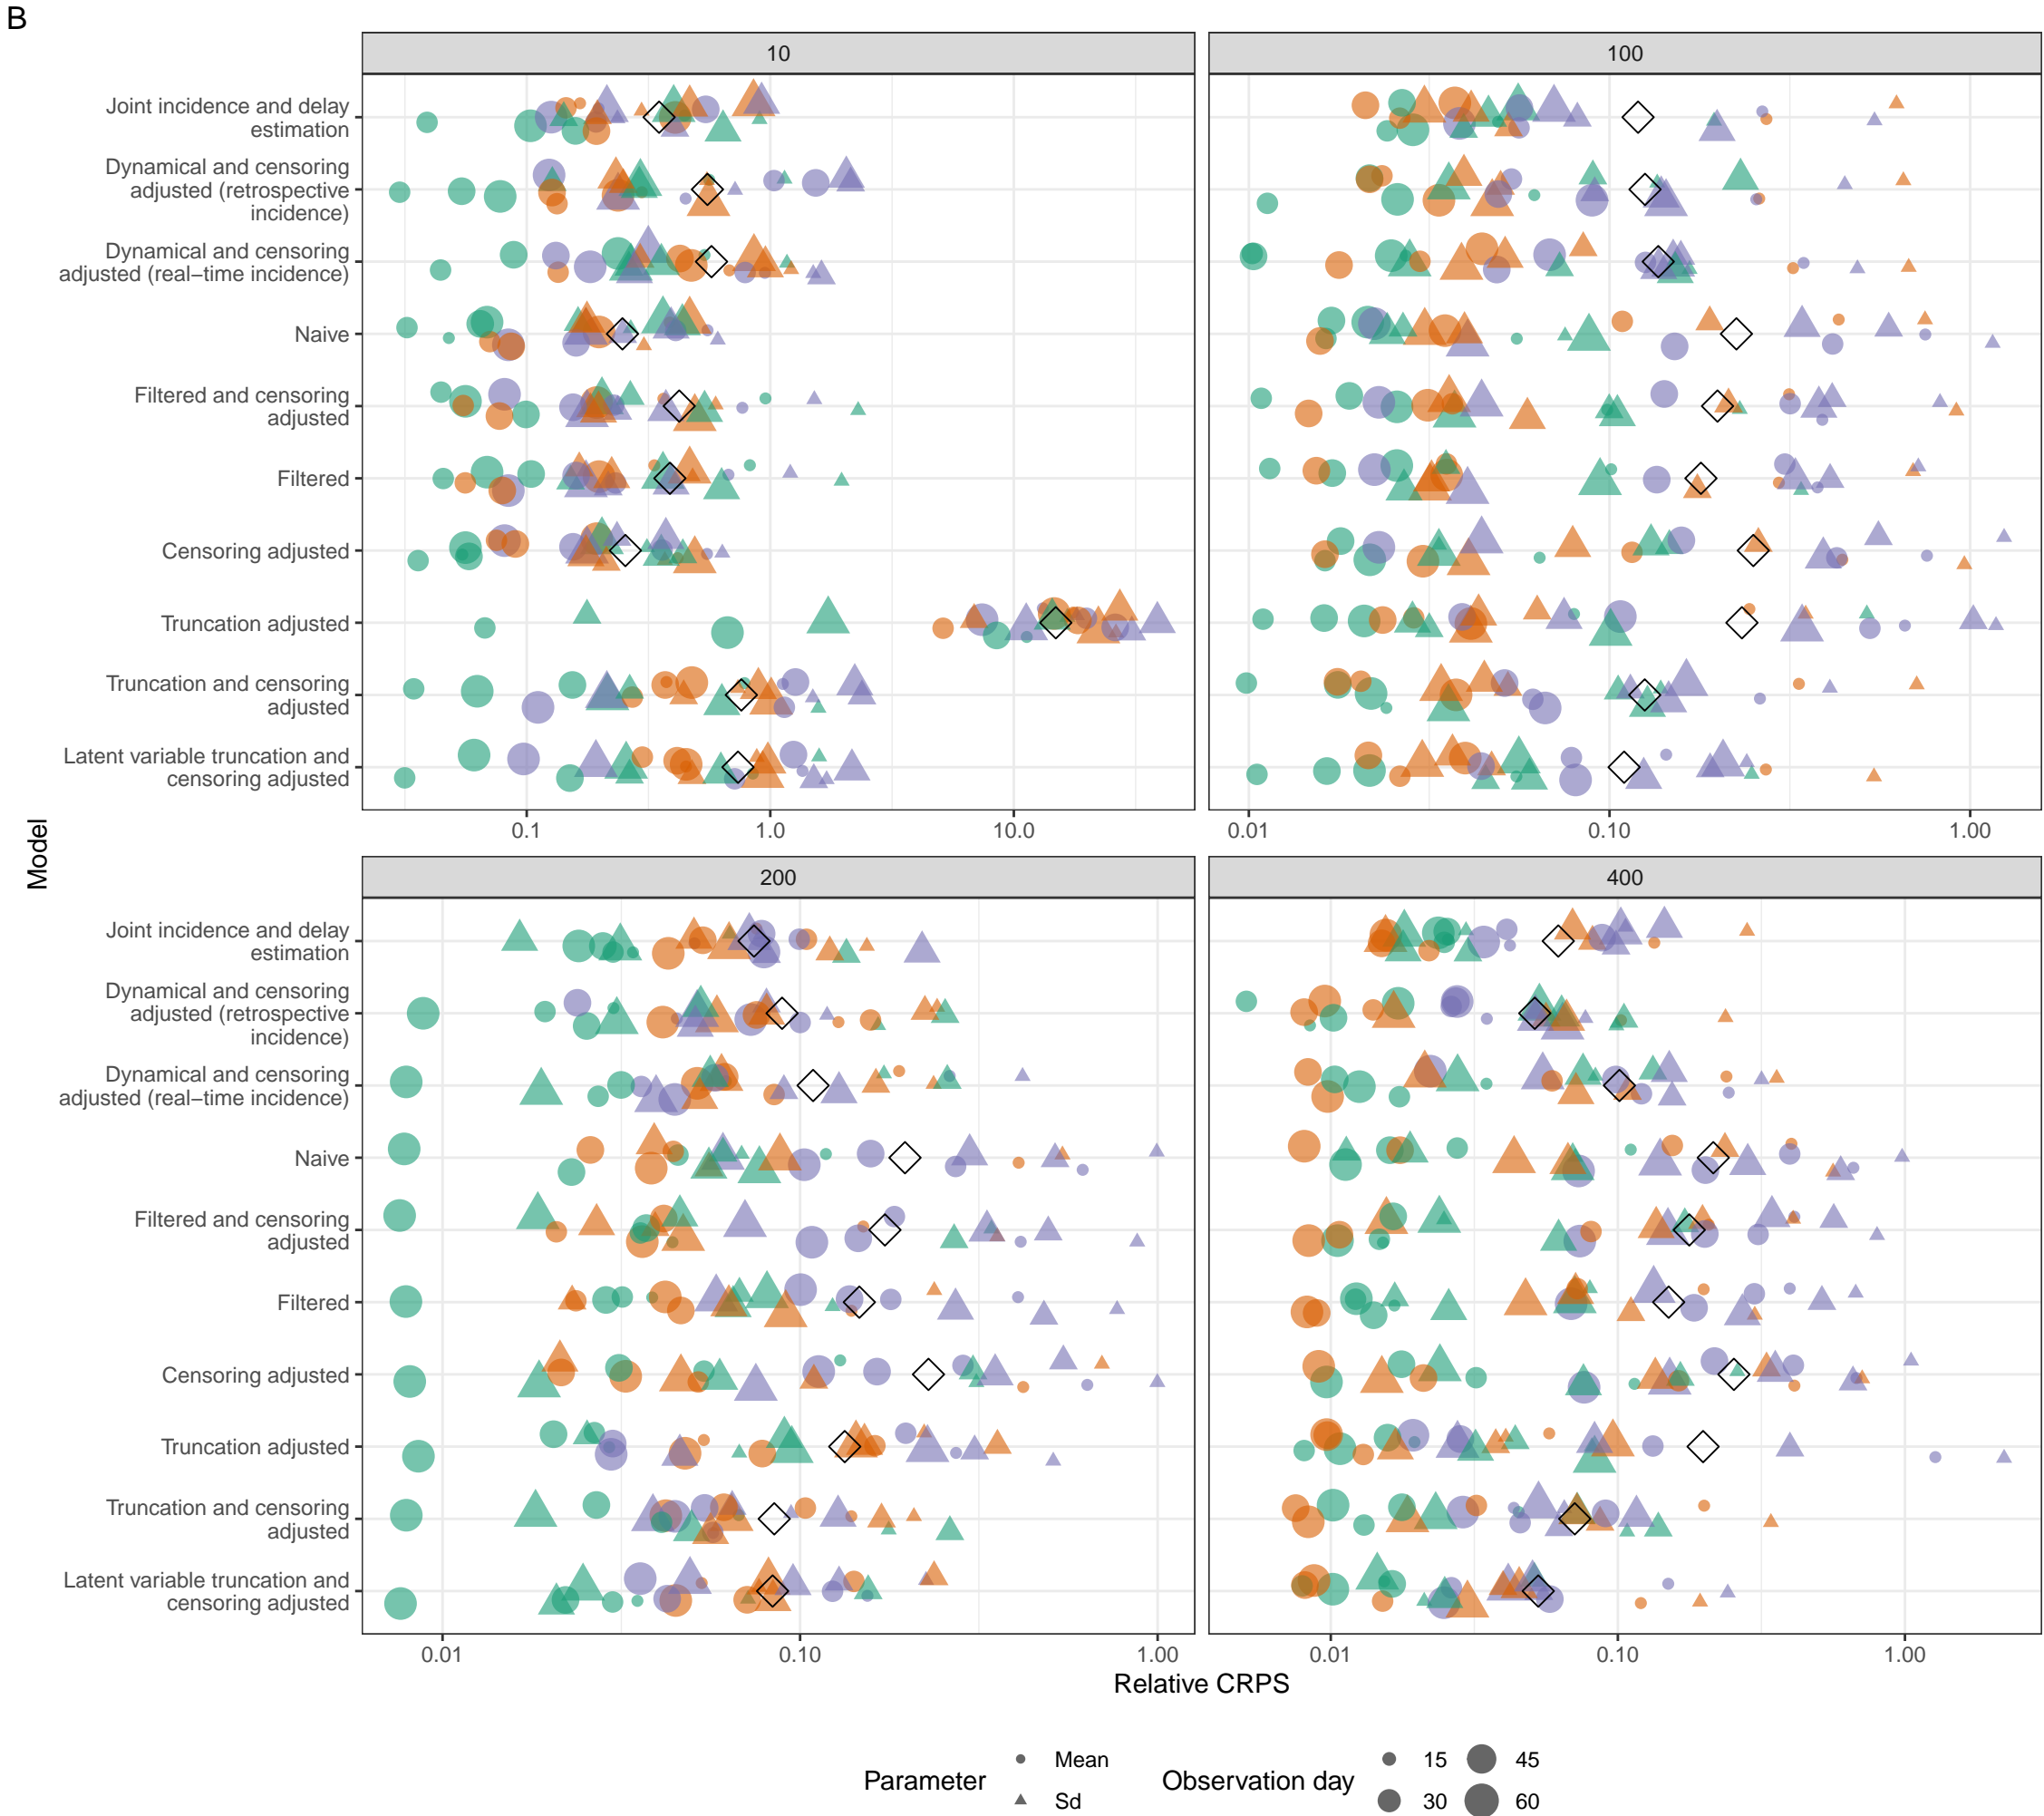 B
10
100
Joint incidence and delay
estimation
Dynamical and censoring
adjusted (retrospective
incidence)
Dynamical and censoring
adjusted (real−time incidence)
Naive
Filtered and censoring
adjusted
Filtered
Censoring adjusted
Truncation adjusted
Truncation and censoring
adjusted
Latent variable truncation and
censoring adjusted
0.1
1.0
10.0
0.01
0.10
1.00
Model
200
400
Joint incidence and delay
estimation
Dynamical and censoring
adjusted (retrospective
incidence)
Dynamical and censoring
adjusted (real−time incidence)
Naive
Filtered and censoring
adjusted
Filtered
Censoring adjusted
Truncation adjusted
Truncation and censoring
adjusted
Latent variable truncation and
censoring adjusted
0.01
0.10
1.00
0.01
0.10
1.00
Relative CRPS
Parameter
Mean
Sd
Observation day
15
45
30
60